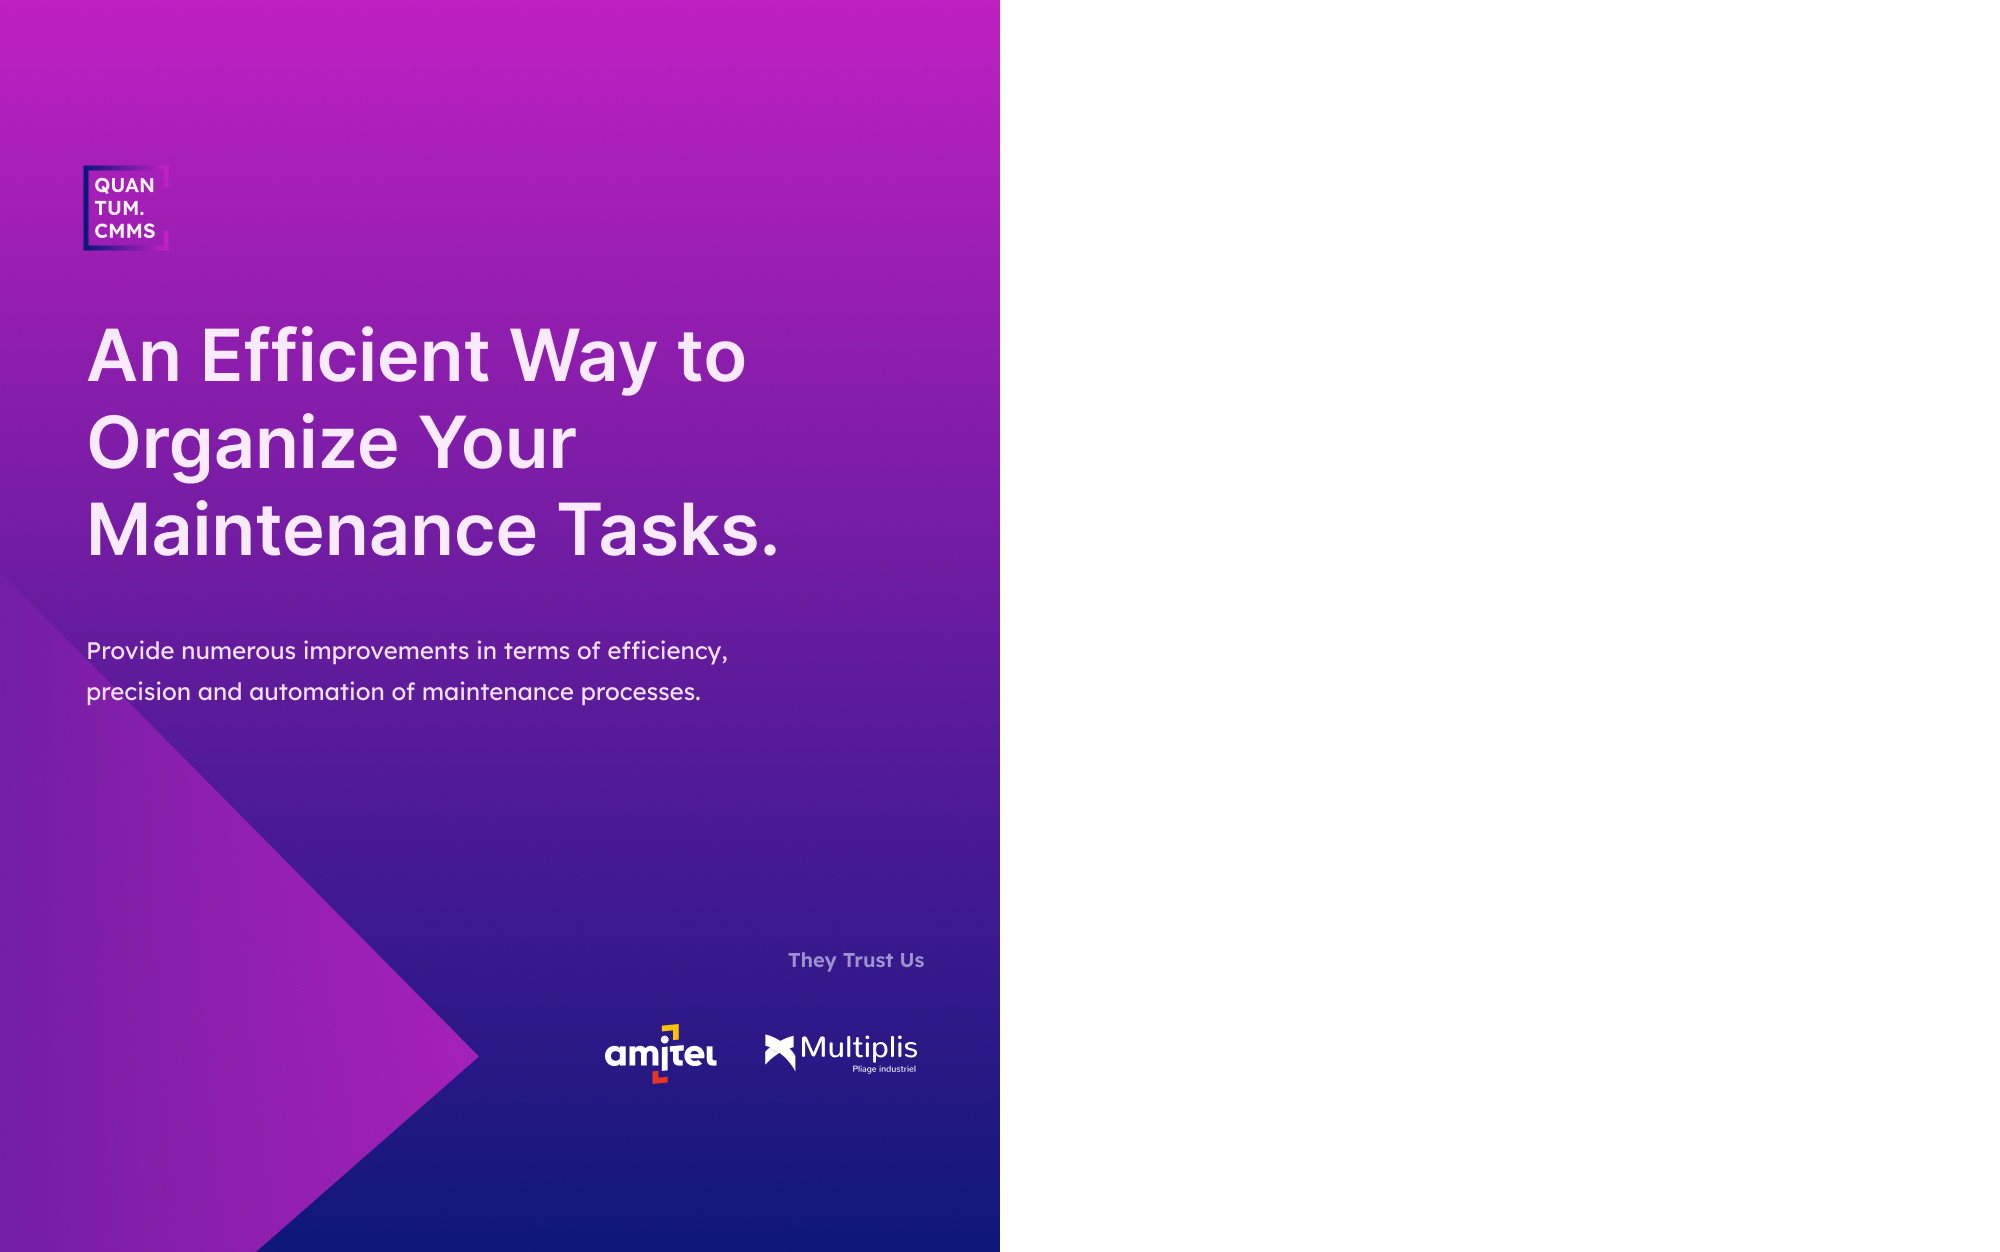 QUAN
TUM.
CMMS
An Efficient Way to
Organize Your
Maintenance Tasks.
Provide numerous improvements in terms of efficiency,
precision and automation of maintenance processes.
They Trust Us
amitel
Multiplis
Pliage industriel